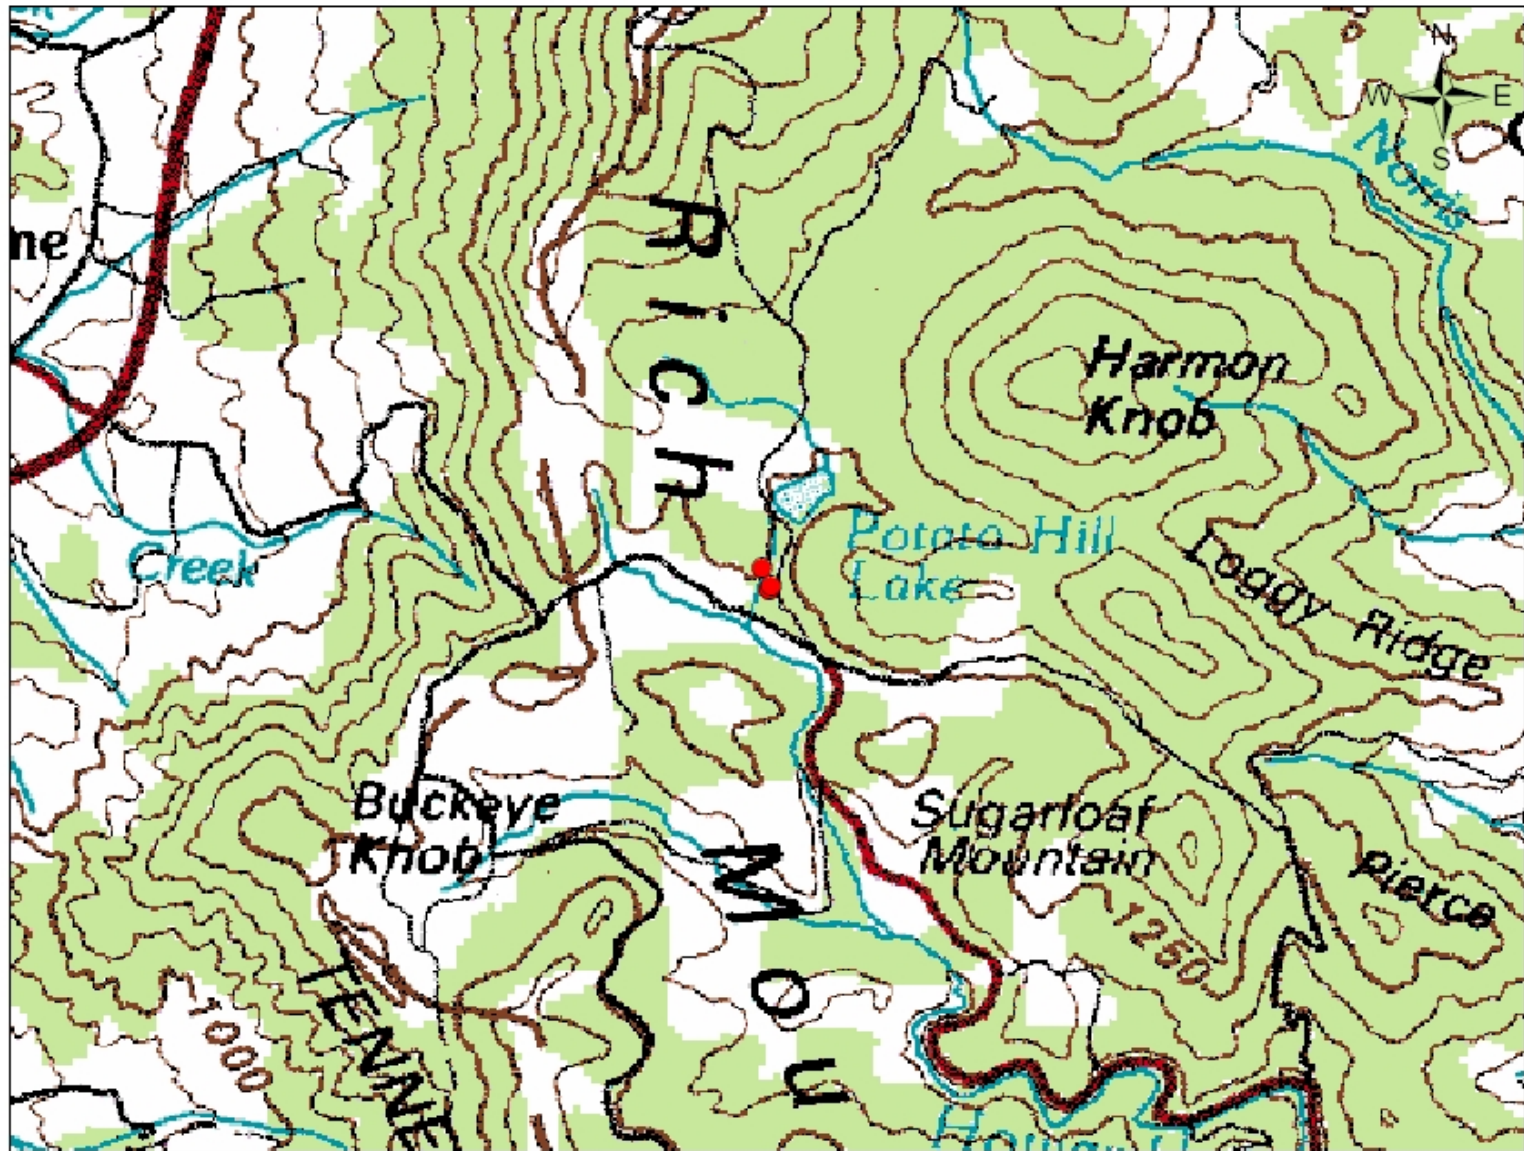 N
W E
S
Norris
ne
Rich
Harmon
Knob
Potato Hill
Lake
Creek
Loggy Ridge
Buckeye
Knob
Sugarloaf
Mountain
Pierce
Mou
1250
1000
TENNE